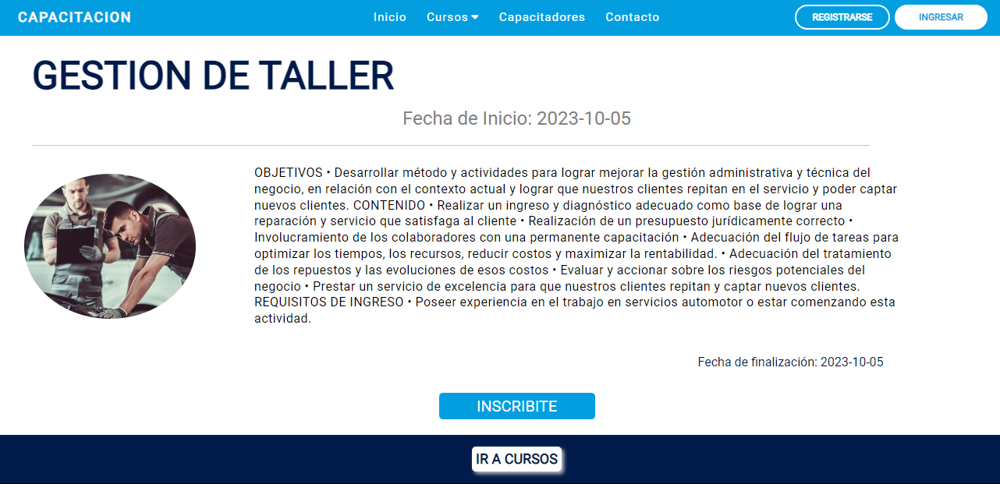 CAPACITACION
Inicio
Cursos
Capacitadores
Contacto
REGISTRARSE
INGRESAR
GESTION DE TALLER
Fecha de Inicio: 2023-10-05
OBJETIVOS • Desarrollar método y actividades para lograr mejorar la gestión administrativa y técnica del
negocio, en relación con el contexto actual y lograr que nuestros clientes repitan en el servicio y poder captar
nuevos clientes. CONTENIDO • Realizar un ingreso y diagnóstico adecuado como base de lograr una
reparación y servicio que satisfaga al cliente • Realización de un presupuesto jurídicamente correcto •
Involucramiento de los colaboradores con una permanente capacitación • Adecuación del flujo de tareas para
optimizar los tiempos, los recursos, reducir costos y maximizar la rentabilidad. • Adecuación del tratamiento
de los repuestos y las evoluciones de esos costos • Evaluar y accionar sobre los riesgos potenciales del
negocio • Prestar un servicio de excelencia para que nuestros clientes repitan y captar nuevos clientes.
REQUISITOS DE INGRESO • Poseer experiencia en el trabajo en servicios automotor o estar comenzando esta
actividad.
Fecha de finalización: 2023-10-05
INSCRIBITE
IR A CURSOS